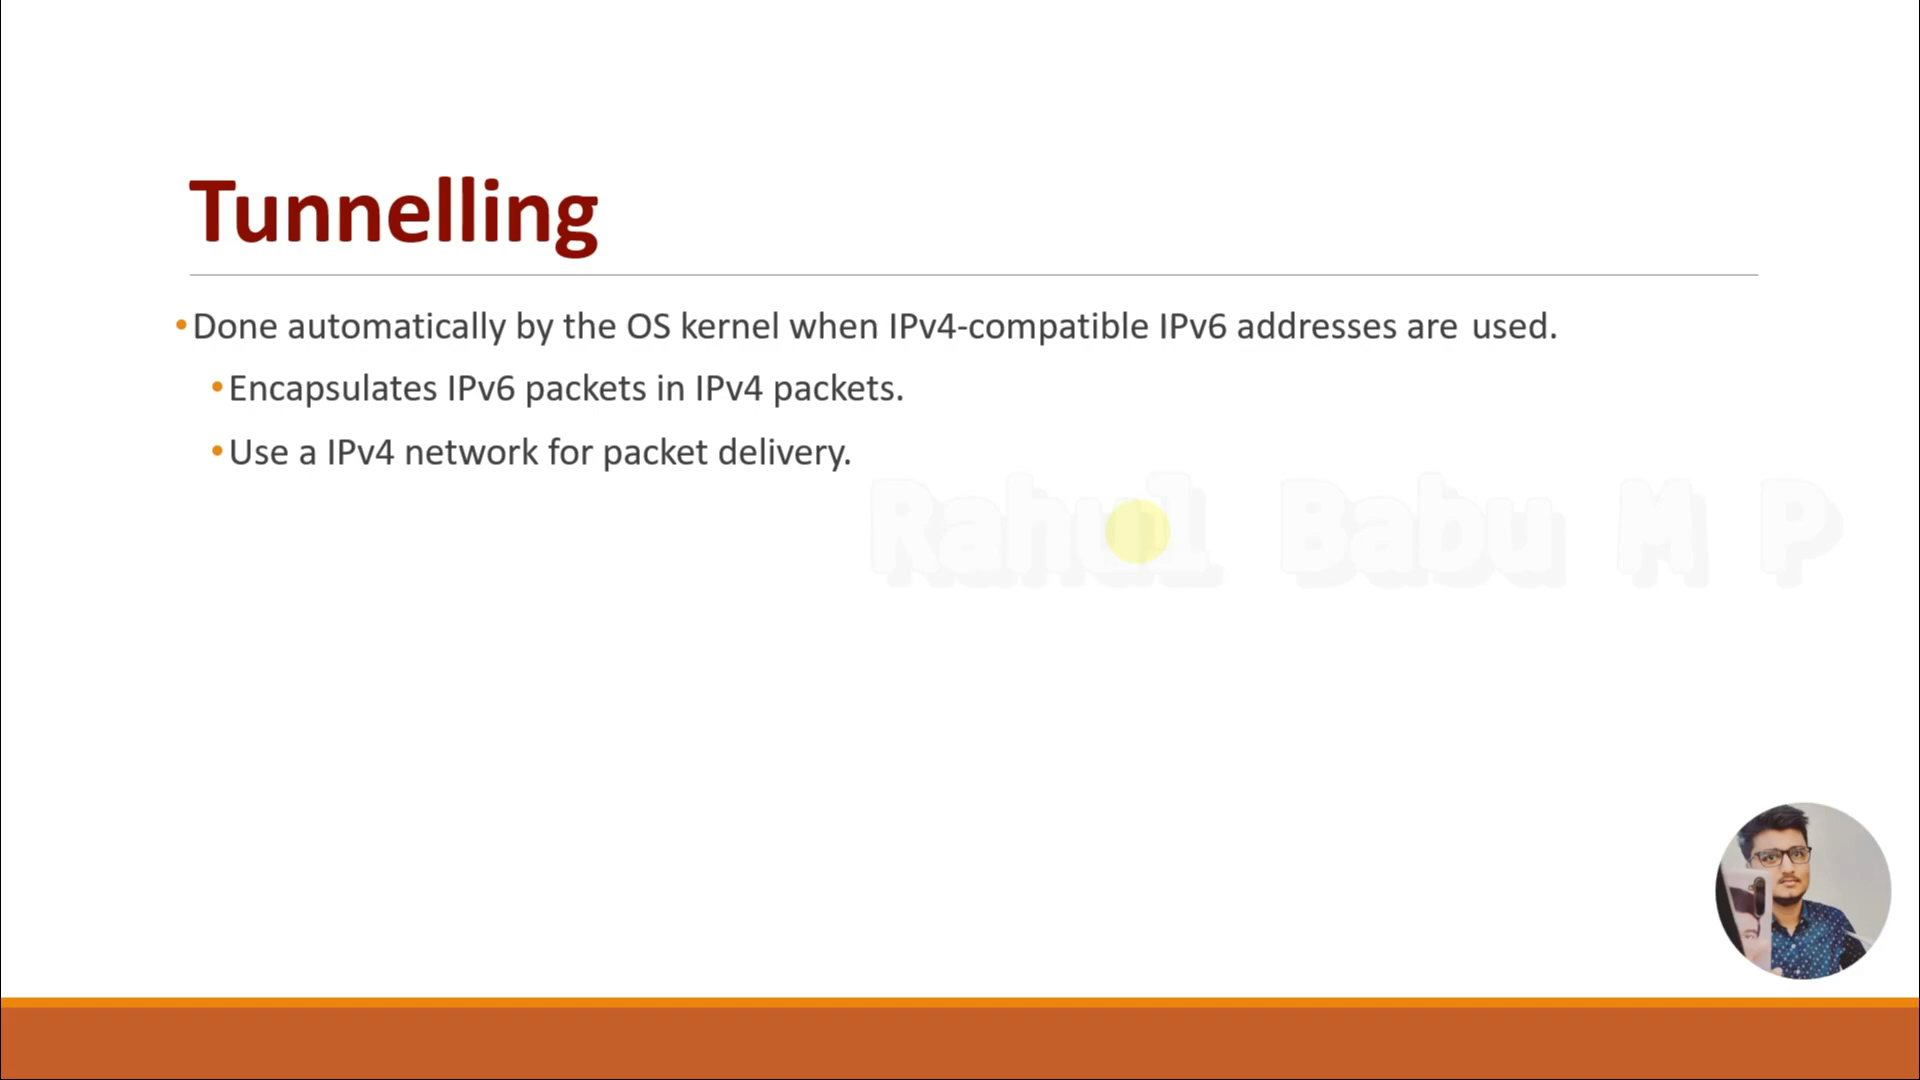 Tunnelling
•Done automatically by the OS kernel when IPv4-compatible IPv6 addresses are used.
•Encapsulates IPv6 packets in IPv4 packets.
•Use a IPv4 network for packet delivery.
Rahul Babu M P